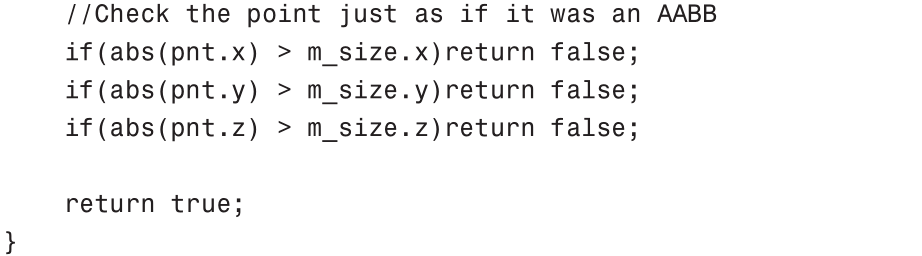 //Check the point just as if it was an AABB
if(abs(pnt.x) > m_size.x)return false;
if(abs(pnt.y) > m_size.y)return false;
if(abs(pnt.z) > m_size.z)return false;
return true;
}